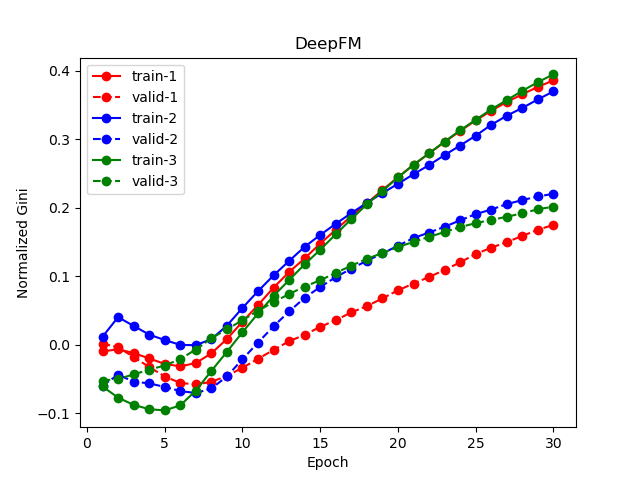 DeepFM
train-1
valid-1
train-2
valid-2
train-3
valid-3
Normalized Gini
0.4
0.3
0.2
0.1
0.0
−0.1
0 5 10 15 20 25 30
Epoch